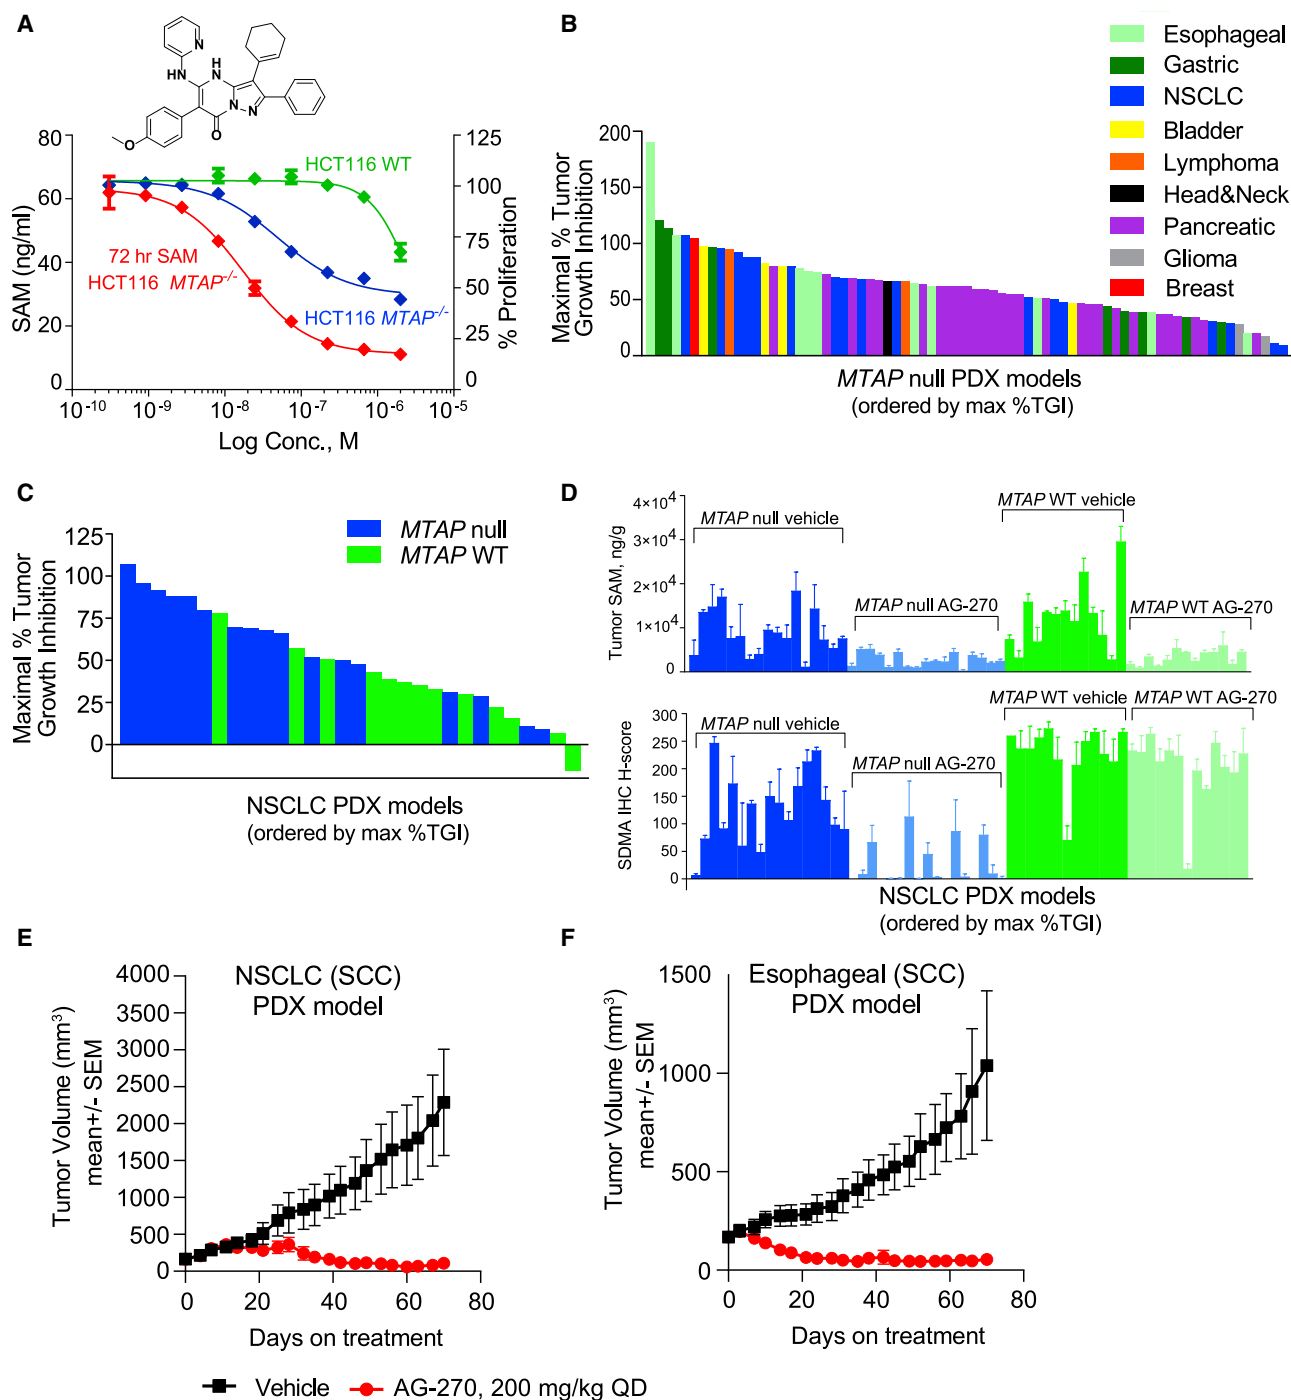 A
N
H
N
NH
N
N
O
O
SAM (ng/ml)
80
60
40
20
0
HCT116 WT
72 hr SAM
HCT116 MTAP-/-
HCT116 MTAP-/-
125
100
75
50
25
0
% Proliferation
10-10 10-9 10-8 10-7 10-6 10-5
Log Conc., M
B
Esophageal
Gastric
NSCLC
Bladder
Lymphoma
Head&Neck
Pancreatic
Glioma
Breast
Maximal % Tumor
Growth Inhibition
200
150
100
50
0
MTAP null PDX models
(ordered by max %TGI)
C
MTAP null
MTAP WT
Maximal % Tumor
Growth Inhibition
125
100
75
50
25
0
NSCLC PDX models
(ordered by max %TGI)
D
Tumor SAM, ng/g
4×10⁴
3×10⁴
2×10⁴
1×10⁴
0
MTAP null vehicle
MTAP null AG-270
MTAP WT vehicle
MTAP WT AG-270
SDMA IHC H-score
300
250
200
150
100
50
0
MTAP null vehicle
MTAP null AG-270
MTAP WT vehicle
MTAP WT AG-270
NSCLC PDX models
(ordered by max %TGI)
E
NSCLC (SCC)
PDX model
Tumor Volume (mm³)
mean+/- SEM
4000
3500
3000
2500
2000
1500
1000
500
0
0 20 40 60 80
Days on treatment
F
Esophageal (SCC)
PDX model
Tumor Volume (mm³)
mean+/- SEM
1500
1000
500
0
0 20 40 60 80
Days on treatment
Vehicle
AG-270, 200 mg/kg QD